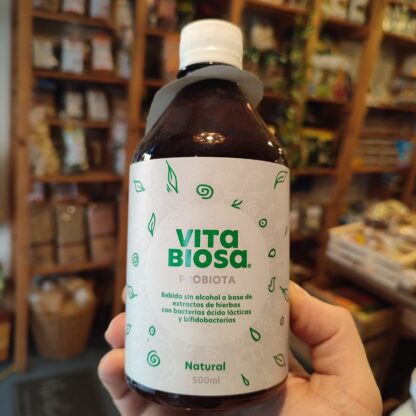 VITA
BIOSA®
PROBIOTA
Bebida sin alcohol a base de
extractos de hierbas
con bacterias ácido lácticas
y bifidobacterias
Natural
500ml